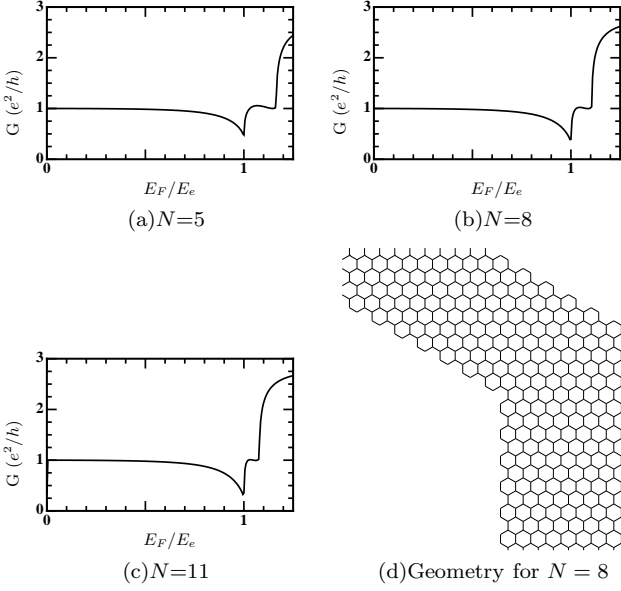 3
2
1
0
G (e²/h)
0
1
E_F/E_e
(a)N=5
3
2
1
0
G (e²/h)
0
1
E_F/E_e
(b)N=8
3
2
1
0
G (e²/h)
0
1
E_F/E_e
(c)N=11
(d)Geometry for N = 8